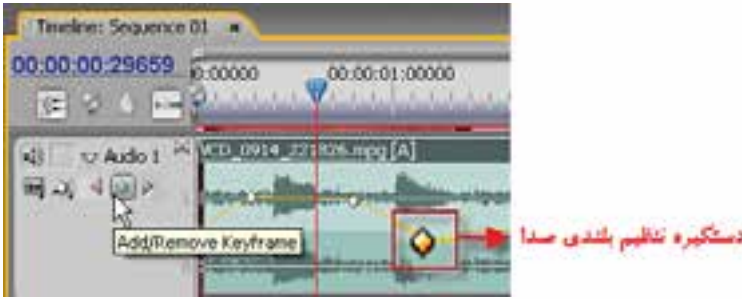 Timeline: Sequence 01
00:00:00:29659
0:00000
00:00:01:00000
Audio 1
VCD_0914_221826.mpg [A]
Add/Remove Keyframe
دستگیره تنظیم بلندی صدا